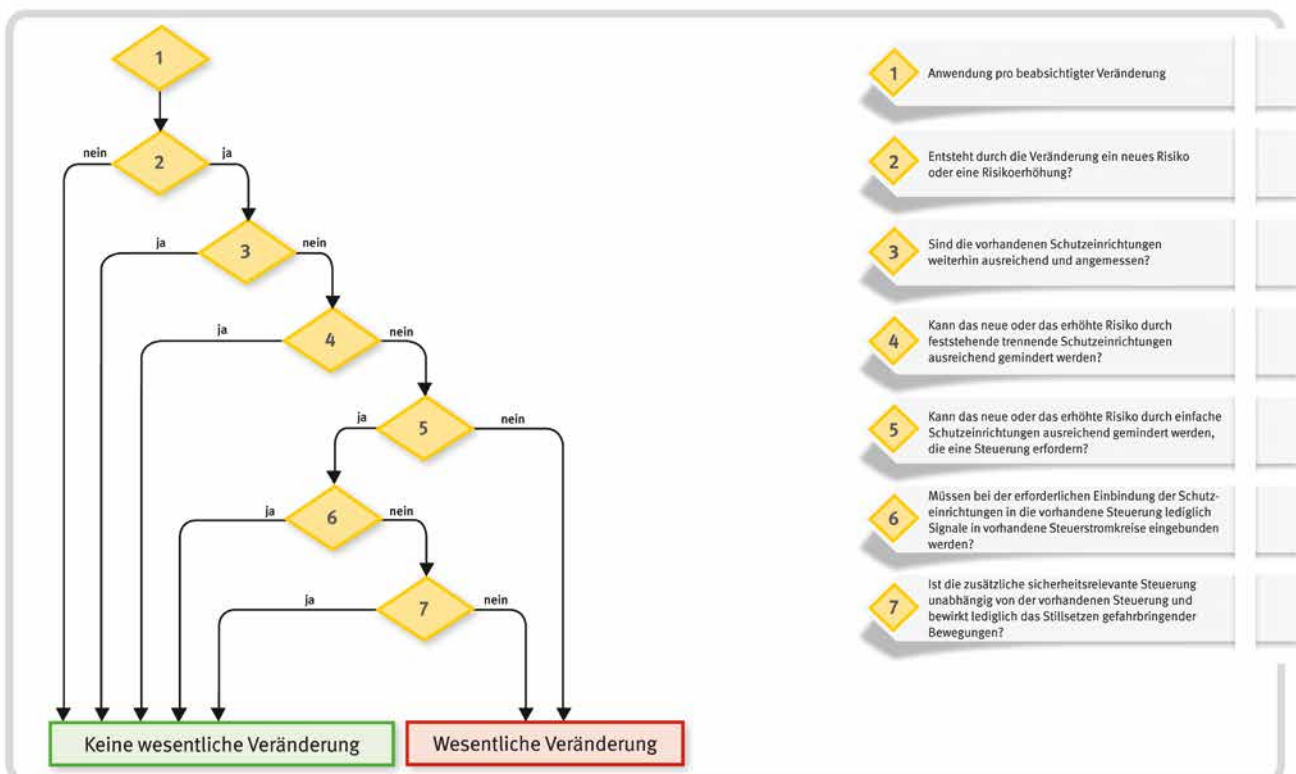 1
2
nein
ja
3
ja
nein
4
ja
nein
5
ja
nein
6
ja
nein
7
ja
nein
Keine wesentliche Veränderung
Wesentliche Veränderung
1
Anwendung pro beabsichtigter Veränderung
2
Entsteht durch die Veränderung ein neues Risiko
oder eine Risikoerhöhung?
3
Sind die vorhandenen Schutzeinrichtungen
weiterhin ausreichend und angemessen?
4
Kann das neue oder das erhöhte Risiko durch
feststehende trennende Schutzeinrichtungen
ausreichend gemindert werden?
5
Kann das neue oder das erhöhte Risiko durch einfache
Schutzeinrichtungen ausreichend gemindert werden,
die eine Steuerung erfordern?
6
Müssen bei der erforderlichen Einbindung der Schutz-
einrichtungen in die vorhandene Steuerung lediglich
Signale in vorhandene Steuerstromkreise eingebunden
werden?
7
Ist die zusätzliche sicherheitsrelevante Steuerung
unabhängig von der vorhandenen Steuerung und
bewirkt lediglich das Stillsetzen gefahrbringender
Bewegungen?